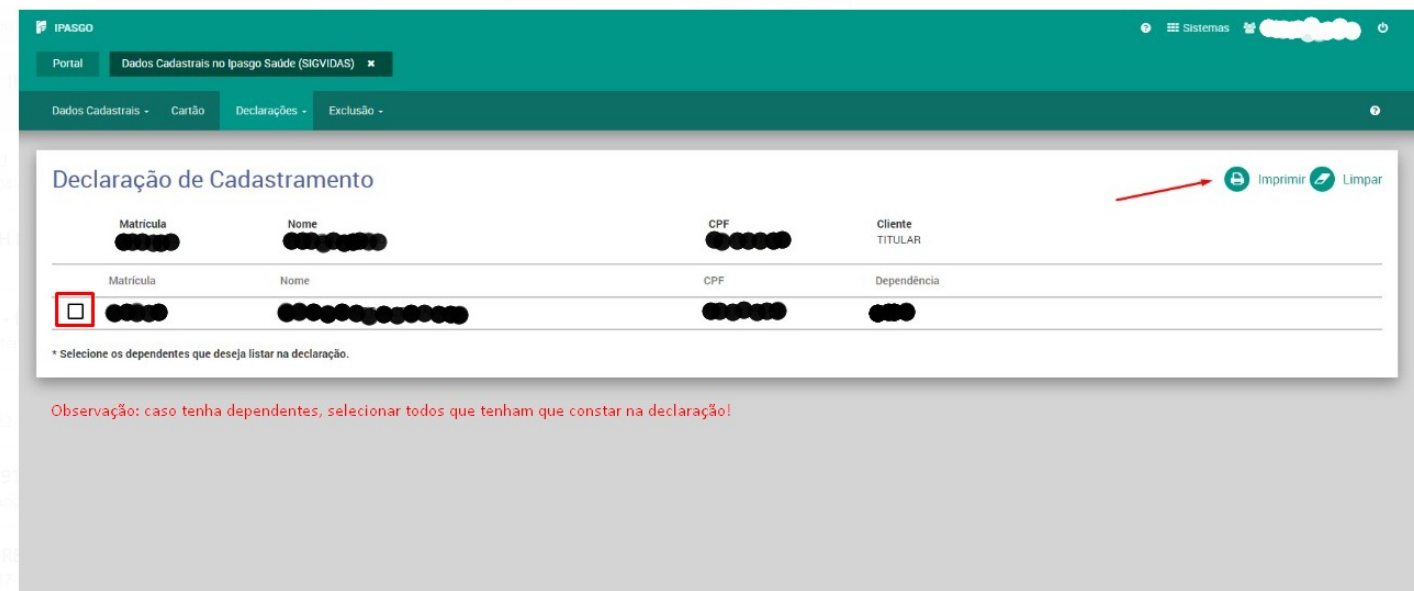 IPASGO
Sistemas
Portal Dados Cadastrais no Ipasgo Saúde (SIGVIDAS) ×
Dados Cadastrais Cartão Declarações Exclusão
Declaração de Cadastramento
Imprimir Limpar
Matrícula Nome CPF Cliente
TITULAR
Matrícula Nome CPF Dependência
* Selecione os dependentes que deseja listar na declaração.
Observação: caso tenha dependentes, selecionar todos que tenham que constar na declaração!